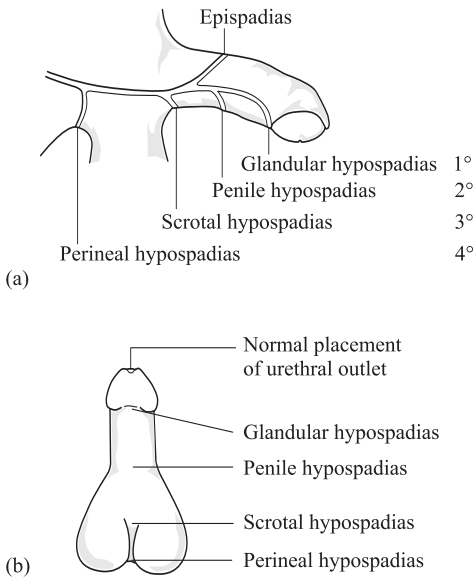 Epispadias
Glandular hypospadias 1°
Penile hypospadias 2°
Scrotal hypospadias 3°
Perineal hypospadias 4°
(a)
Normal placement
of urethral outlet
Glandular hypospadias
Penile hypospadias
Scrotal hypospadias
Perineal hypospadias
(b)